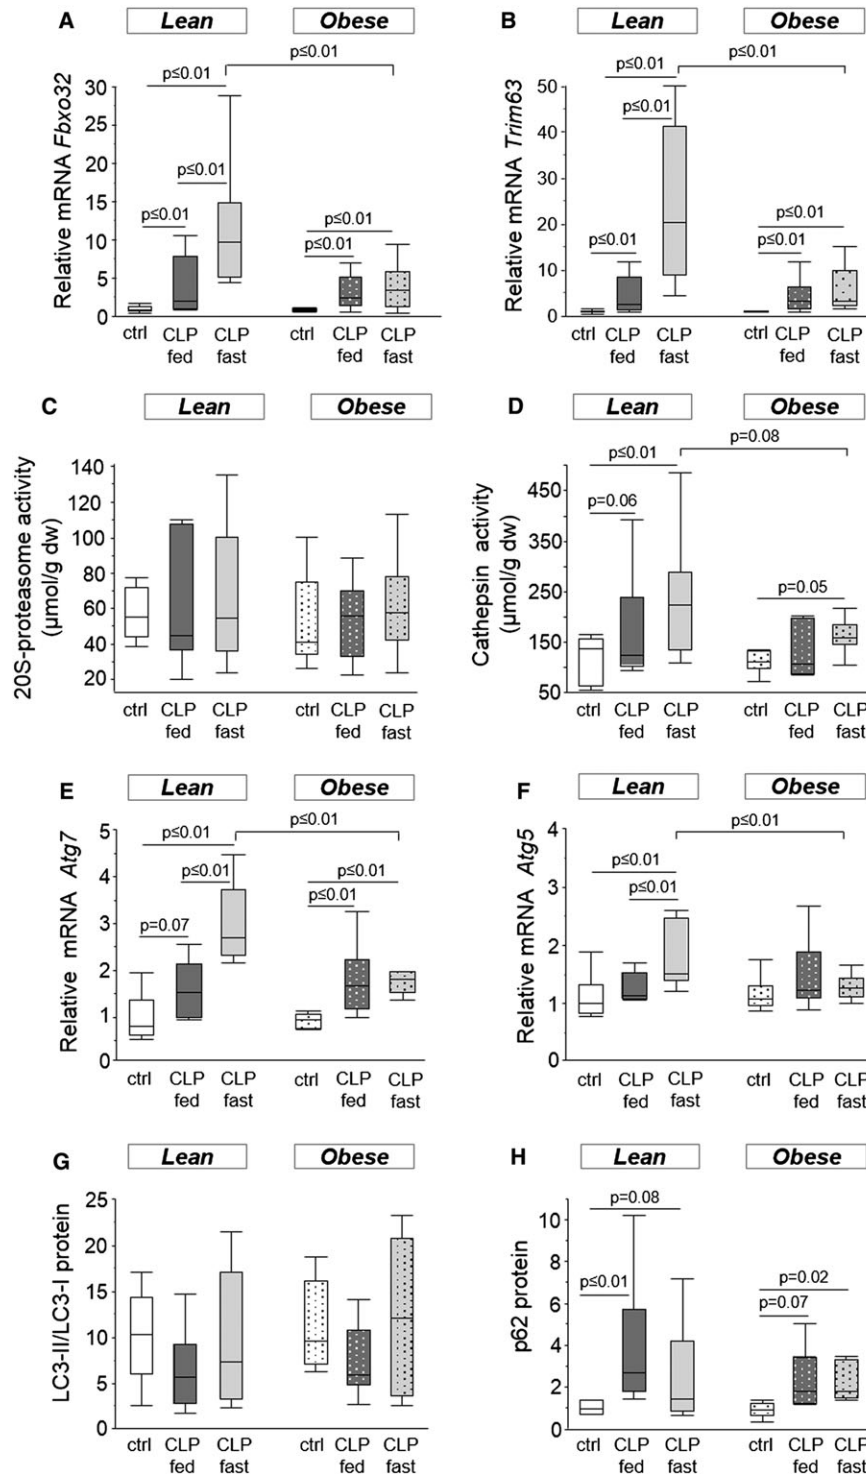 A
Lean
Obese
p≤0.01
p≤0.01
p≤0.01
p≤0.01
p≤0.01
p≤0.01
Relative mRNA Fbxo32
30
25
20
15
10
5
0
ctrl
CLP fed
CLP fast
ctrl
CLP fed
CLP fast
B
Lean
Obese
p≤0.01
p≤0.01
p≤0.01
p≤0.01
p≤0.01
p≤0.01
Relative mRNA Trim63
50
40
30
20
10
0
ctrl
CLP fed
CLP fast
ctrl
CLP fed
CLP fast
C
Lean
Obese
20S-proteasome activity
(µmol/g dw)
140
120
100
80
60
40
20
ctrl
CLP fed
CLP fast
ctrl
CLP fed
CLP fast
D
Lean
Obese
p=0.08
p≤0.01
p=0.06
p=0.05
Cathepsin activity
(µmol/g dw)
450
350
250
150
50
ctrl
CLP fed
CLP fast
ctrl
CLP fed
CLP fast
E
Lean
Obese
p≤0.01
p≤0.01
p≤0.01
p≤0.01
p≤0.01
p=0.07
Relative mRNA Atg7
5
4
3
2
1
0
ctrl
CLP fed
CLP fast
ctrl
CLP fed
CLP fast
F
Lean
Obese
p≤0.01
p≤0.01
p≤0.01
Relative mRNA Atg5
4
3
2
1
0
ctrl
CLP fed
CLP fast
ctrl
CLP fed
CLP fast
G
Lean
Obese
LC3-II/LC3-I protein
25
20
15
10
5
0
ctrl
CLP fed
CLP fast
ctrl
CLP fed
CLP fast
H
Lean
Obese
p=0.08
p≤0.01
p=0.02
p=0.07
p62 protein
10
8
6
4
2
0
ctrl
CLP fed
CLP fast
ctrl
CLP fed
CLP fast